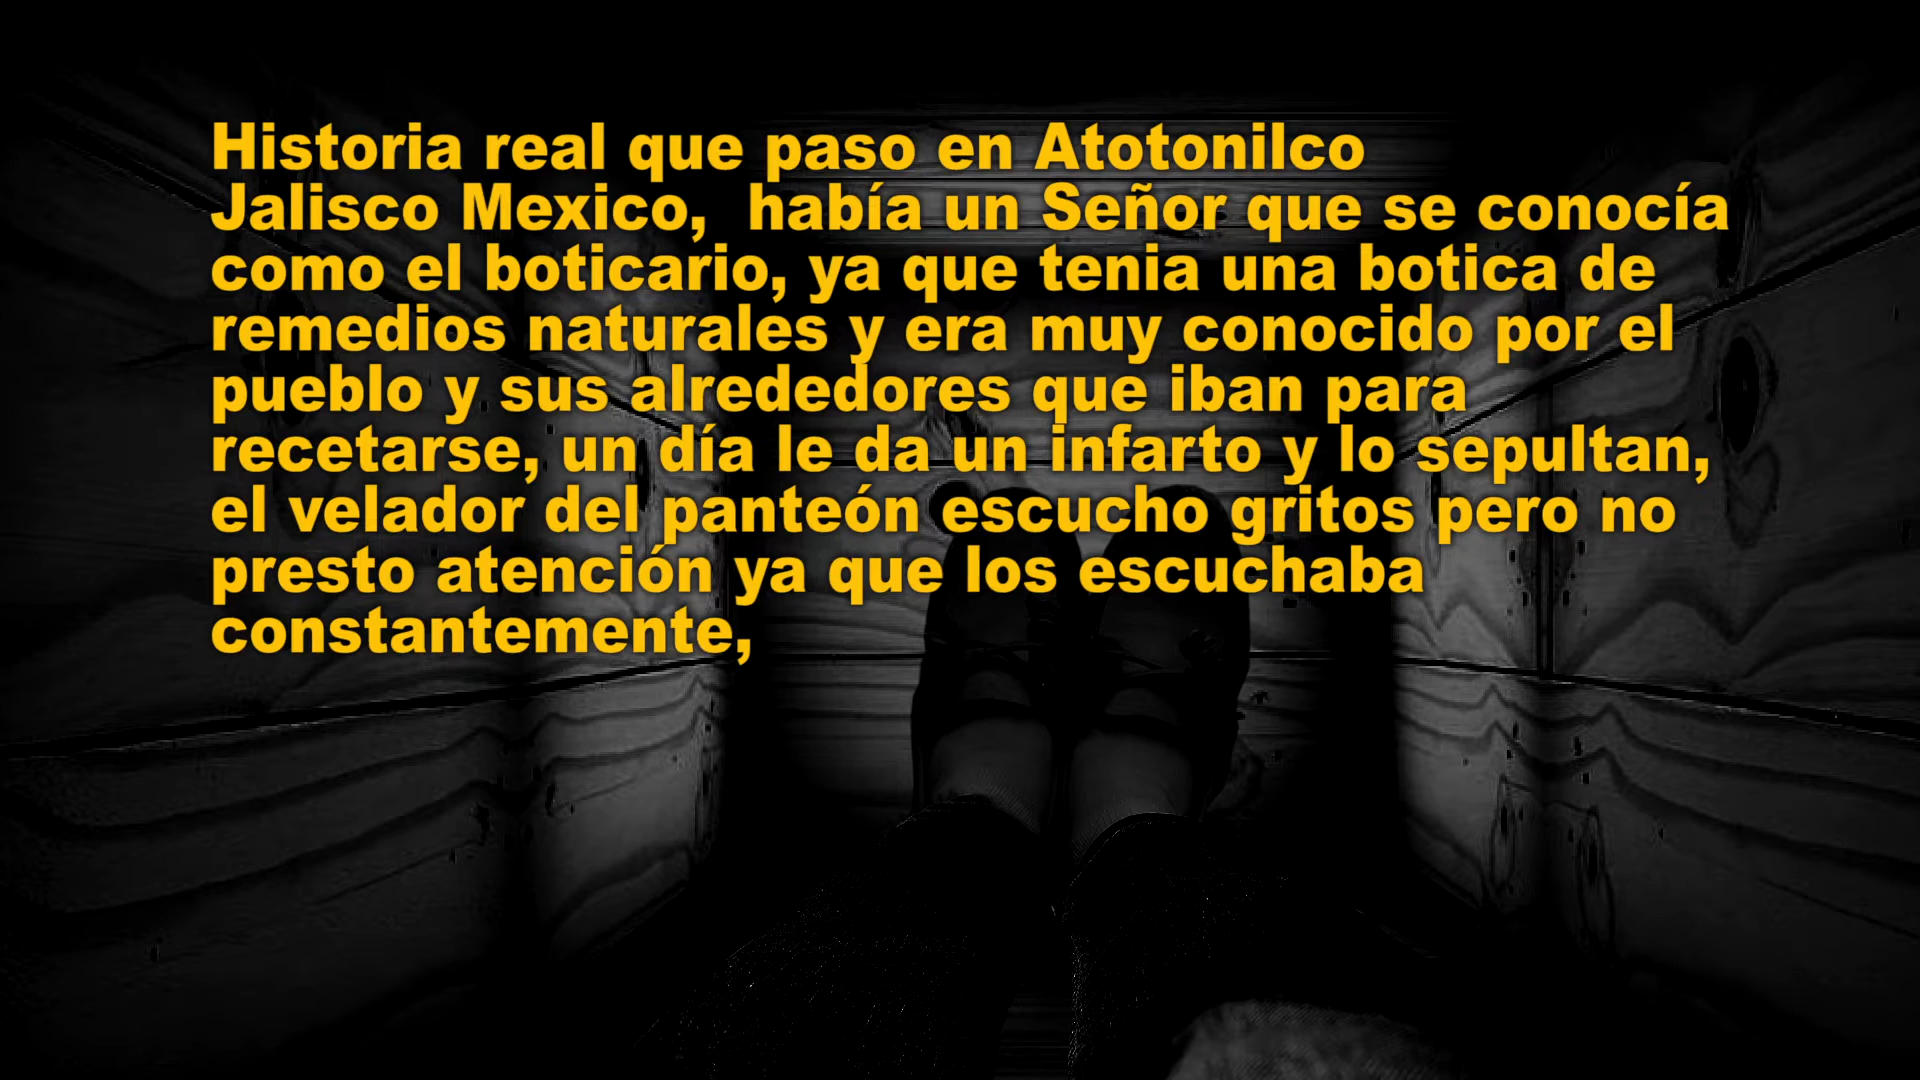 Historia real que paso en Atotonilco
Jalisco Mexico,  había un Señor que se conocía
como el boticario, ya que tenia una botica de
remedios naturales y era muy conocido por el
pueblo y sus alrededores que iban para
recetarse, un día le da un infarto y lo sepultan,
el velador del panteón escucho gritos pero no
presto atención ya que los escuchaba
constantemente,